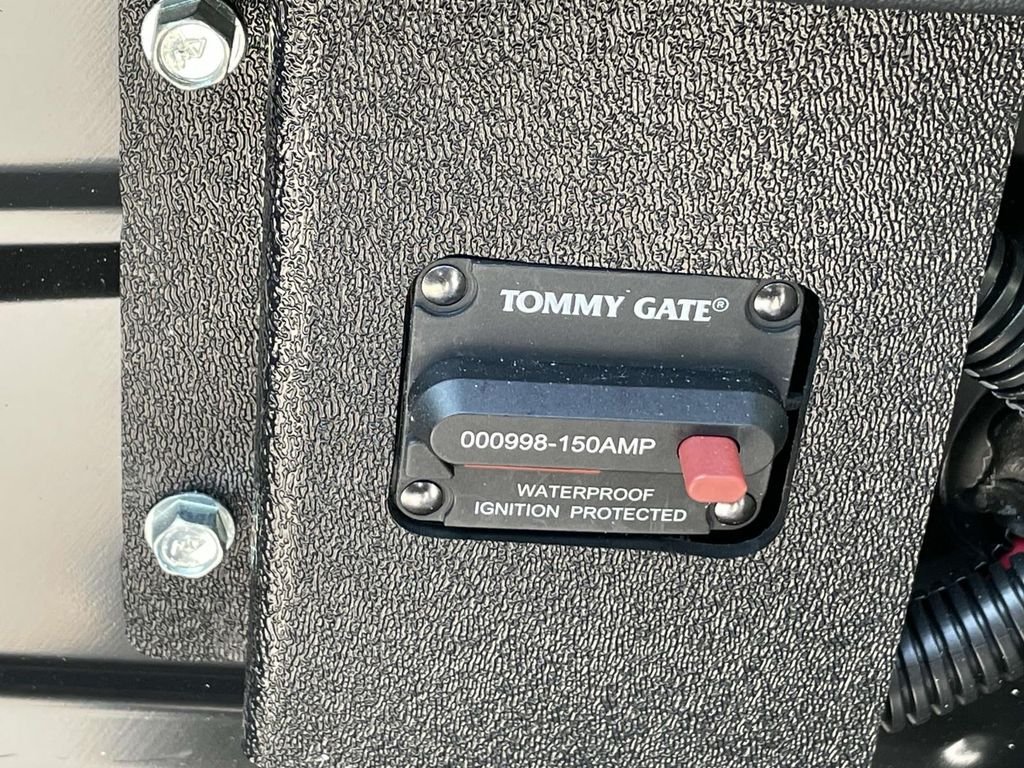 TOMMY GATE®
000998-150AMP
WATERPROOF
IGNITION PROTECTED